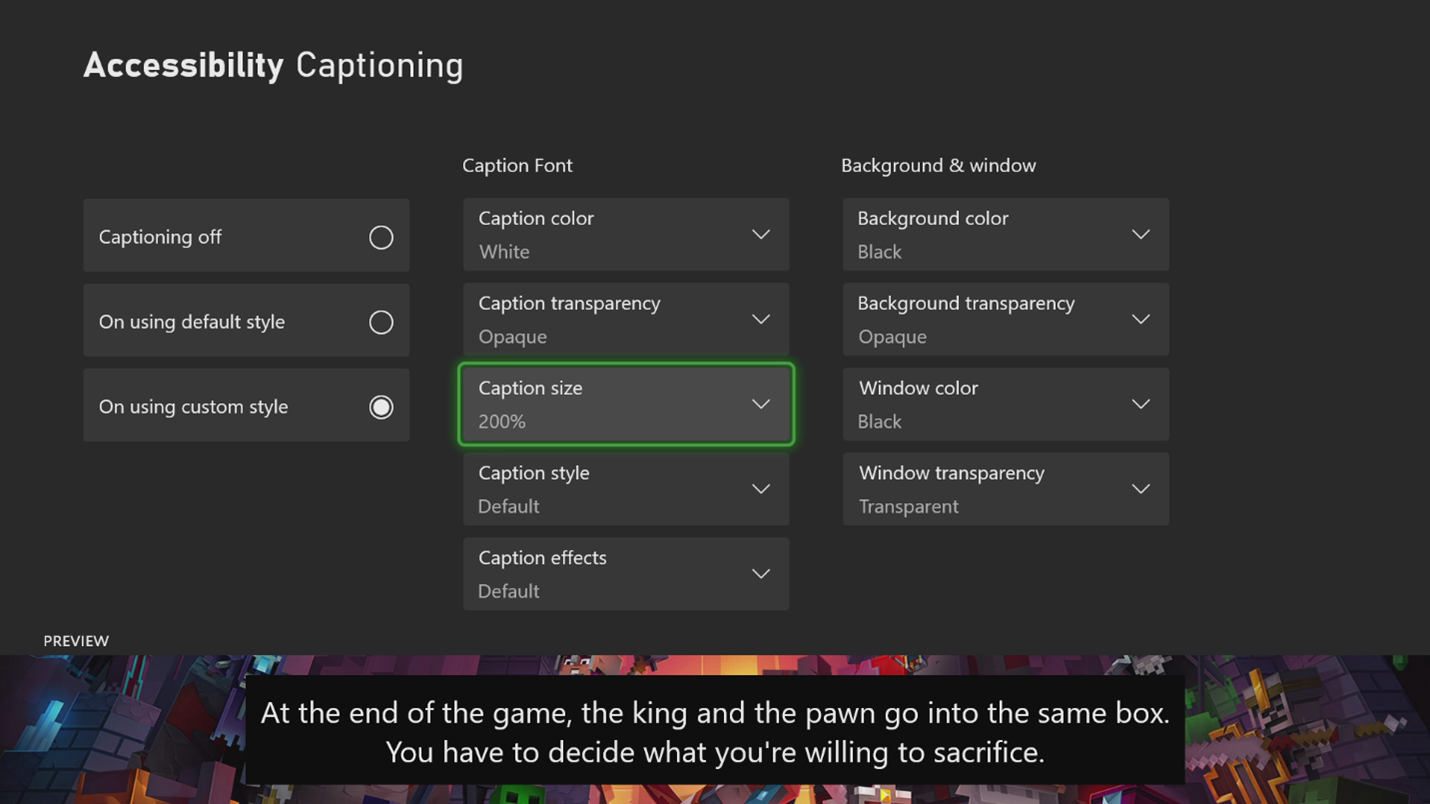 Accessibility Captioning
Captioning off
On using default style
On using custom style
Caption Font
Caption color
White
Caption transparency
Opaque
Caption size
200%
Caption style
Default
Caption effects
Default
Background & window
Background color
Black
Background transparency
Opaque
Window color
Black
Window transparency
Transparent
PREVIEW
At the end of the game, the king and the pawn go into the same box.
You have to decide what you're willing to sacrifice.